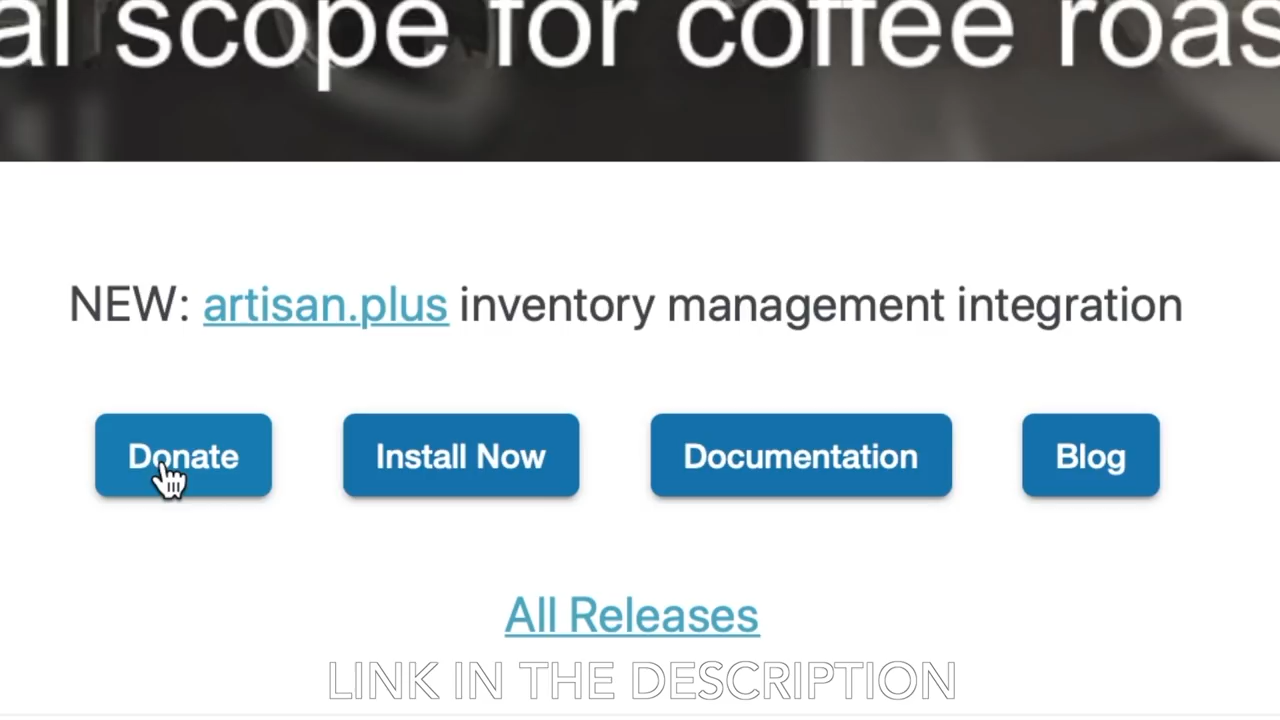 al scope for coffee roas
NEW: artisan.plus inventory management integration
Donate Install Now Documentation Blog
All Releases
LINK IN THE DESCRIPTION